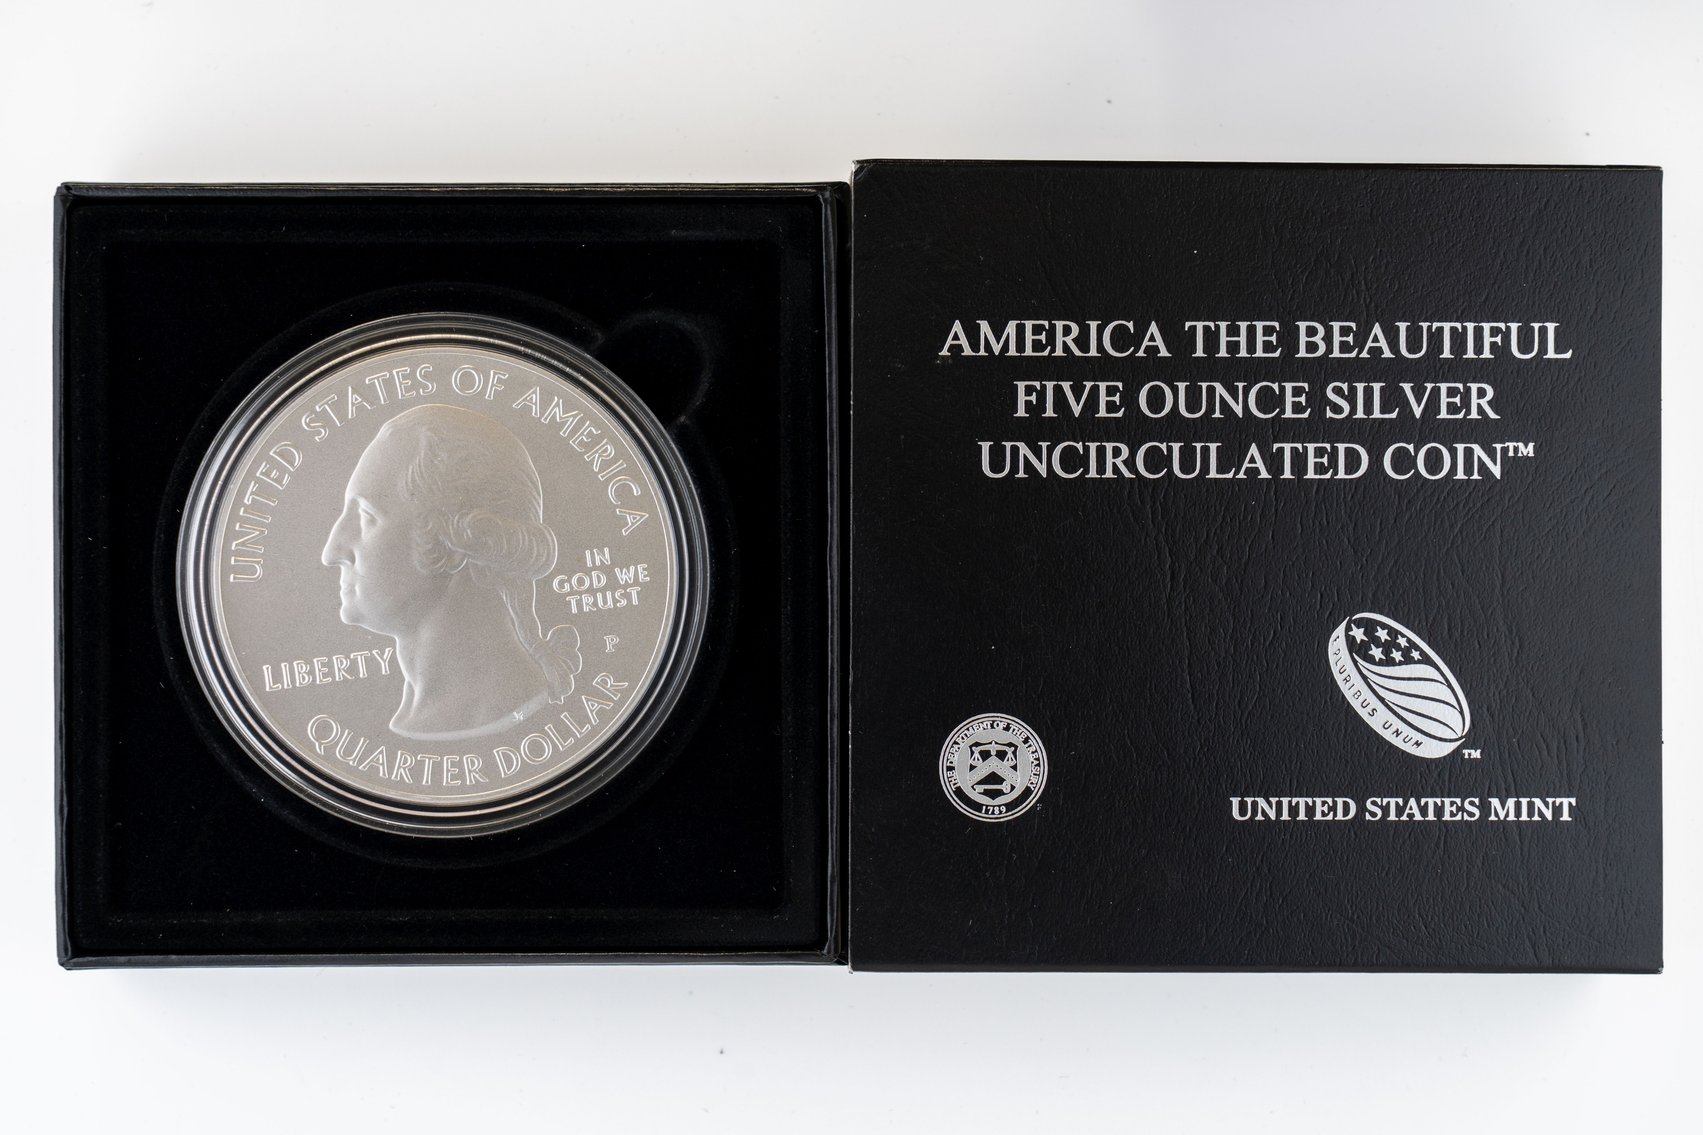 UNITED STATES OF AMERICA
IN
GOD WE
TRUST
P
LIBERTY
QUARTER DOLLAR
AMERICA THE BEAUTIFUL
FIVE OUNCE SILVER
UNCIRCULATED COIN™
E PLURIBUS UNUM
TM
THE DEPARTMENT OF THE TREASURY
1789
UNITED STATES MINT